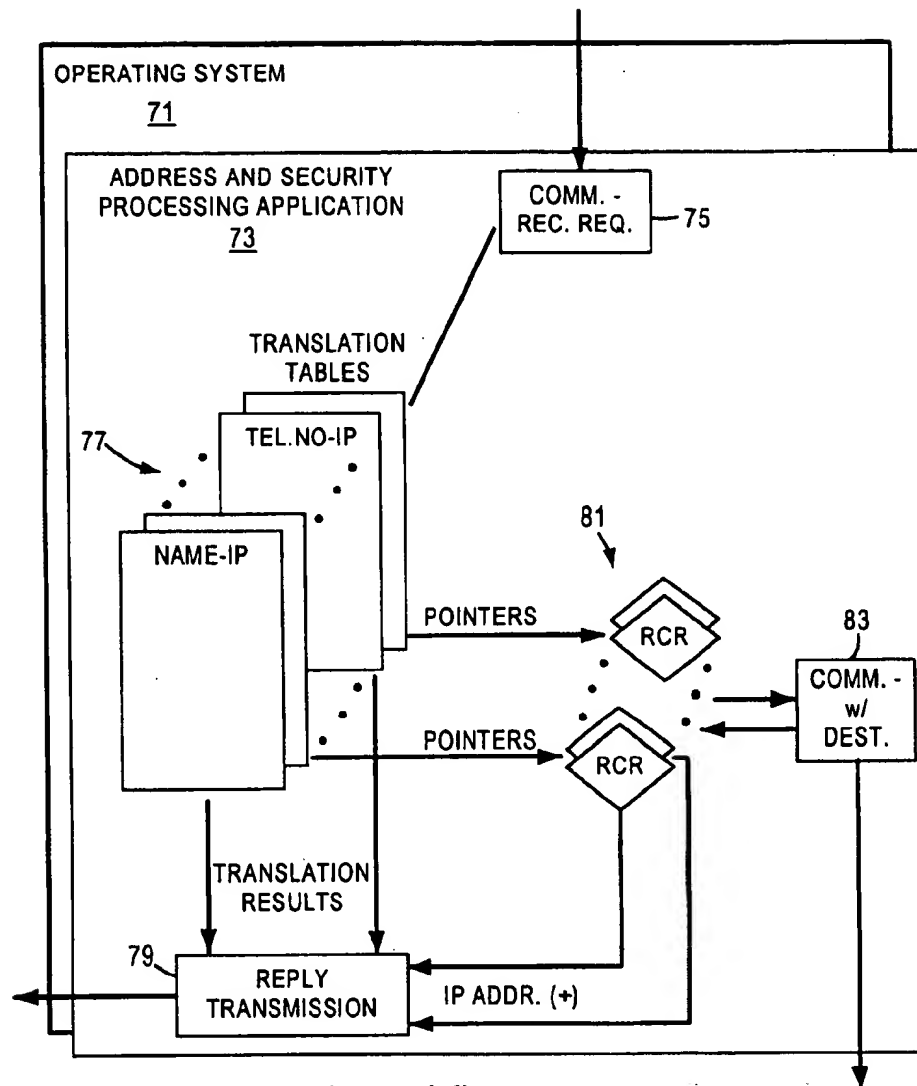 OPERATING SYSTEM
71
ADDRESS AND SECURITY
PROCESSING APPLICATION
73
COMM. -
REC. REQ.
75
TRANSLATION
TABLES
TEL.NO-IP
77
NAME-IP
81
POINTERS
RCR
83
COMM. -
w/
DEST.
POINTERS
RCR
TRANSLATION
RESULTS
79
REPLY
TRANSMISSION
IP ADDR. (+)